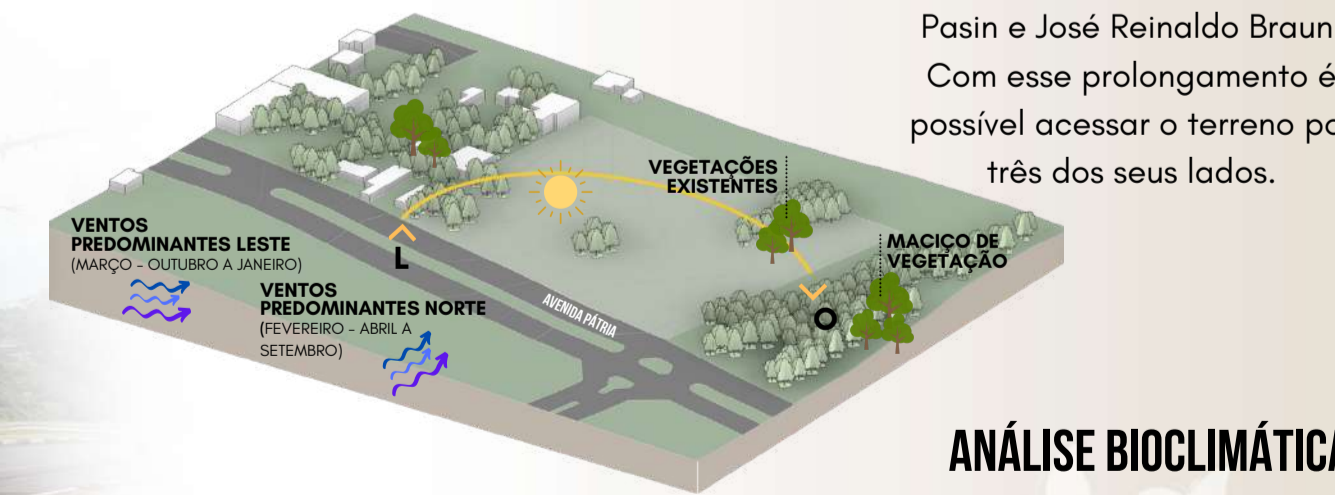 Pasin e José Reinaldo Braun
Com esse prolongamento é
possível acessar o terreno po
três dos seus lados.
VEGETAÇÕES
EXISTENTES
MACIÇO DE
VEGETAÇÃO
VENTOS
PREDOMINANTES LESTE
(MARÇO - OUTUBRO A JANEIRO)
L
VENTOS
PREDOMINANTES NORTE
(FEVEREIRO - ABRIL A
SETEMBRO)
AVENIDA PÁTRIA
O
ANÁLISE BIOCLIMÁTICA